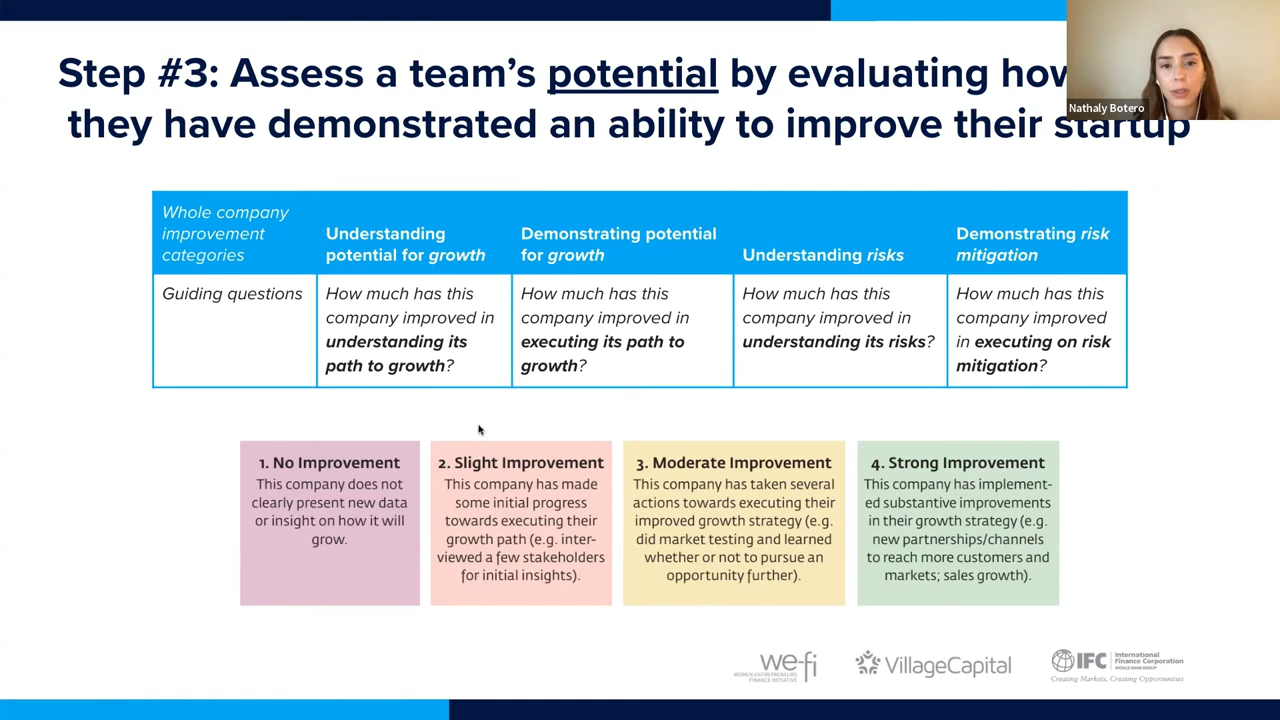 Step #3: Assess a team's potential by evaluating how
they have demonstrated an ability to improve their startup
Nathaly Botero
Whole company
improvement
categories
Understanding
potential for growth
Demonstrating potential
for growth
Understanding risks
Demonstrating risk
mitigation
Guiding questions
How much has this
company improved in
understanding its
path to growth?
How much has this
company improved in
executing its path to
growth?
How much has this
company improved in
understanding its risks?
How much has this
company improved
in executing on risk
mitigation?
1. No Improvement
This company does not
clearly present new data
or insight on how it will
grow.
2. Slight Improvement
This company has made
some initial progress
towards executing their
growth path (e.g. inter-
viewed a few stakeholders
for initial insights).
3. Moderate Improvement
This company has taken several
actions towards executing their
improved growth strategy (e.g.
did market testing and learned
whether or not to pursue an
opportunity further).
4. Strong Improvement
This company has implement-
ed substantive improvements
in their growth strategy (e.g.
new partnerships/channels
to reach more customers and
markets; sales growth).
we-fi
WOMEN ENTREPRENEURS
FINANCE INITIATIVE
VillageCapital
IFC
International
Finance Corporation
WORLD BANK GROUP
Creating Markets, Creating Opportunities